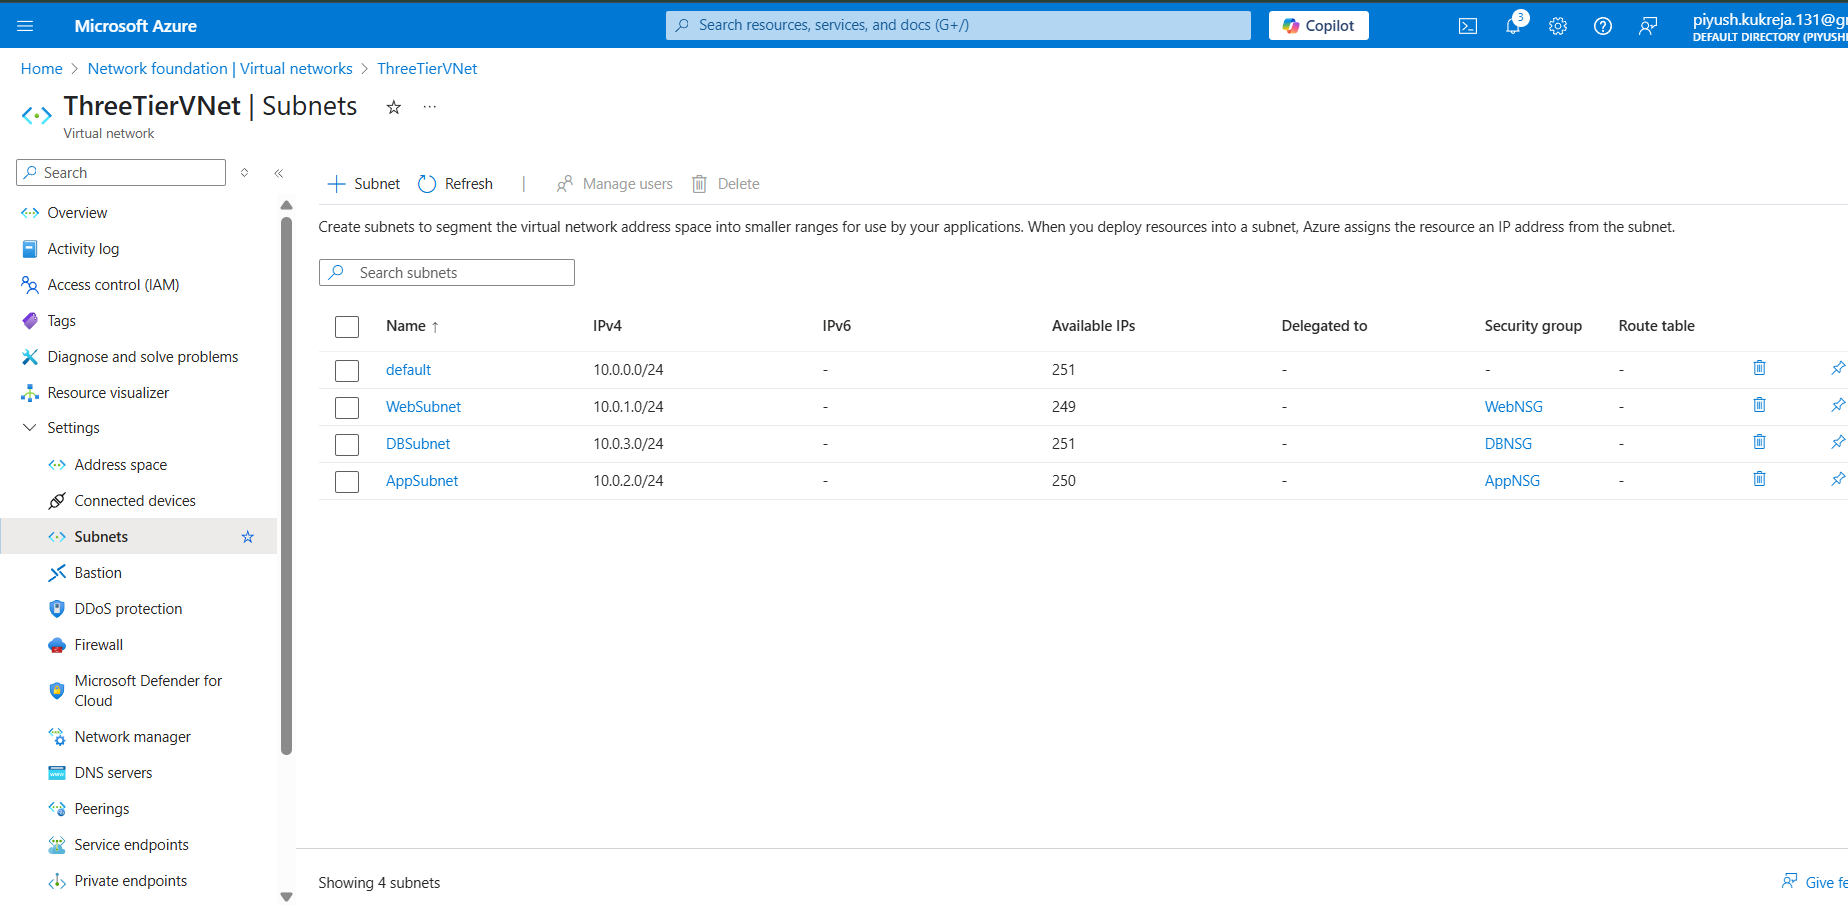 Microsoft Azure
Search resources, services, and docs (G+/)
Copilot
3
piyush.kukreja.131@g
DEFAULT DIRECTORY (PIYUSH
Home > Network foundation | Virtual networks > ThreeTierVNet
ThreeTierVNet | Subnets
Virtual network
Search
Overview
Activity log
Access control (IAM)
Tags
Diagnose and solve problems
Resource visualizer
Settings
Address space
Connected devices
Subnets
Bastion
DDoS protection
Firewall
Microsoft Defender for
Cloud
Network manager
DNS servers
Peerings
Service endpoints
Private endpoints
Subnet Refresh | Manage users Delete
Create subnets to segment the virtual network address space into smaller ranges for use by your applications. When you deploy resources into a subnet, Azure assigns the resource an IP address from the subnet.
Search subnets
Name ↑ IPv4 IPv6 Available IPs Delegated to Security group Route table
default 10.0.0.0/24 - 251 - - -
WebSubnet 10.0.1.0/24 - 249 - WebNSG -
DBSubnet 10.0.3.0/24 - 251 - DBNSG -
AppSubnet 10.0.2.0/24 - 250 - AppNSG -
Showing 4 subnets
Give fe